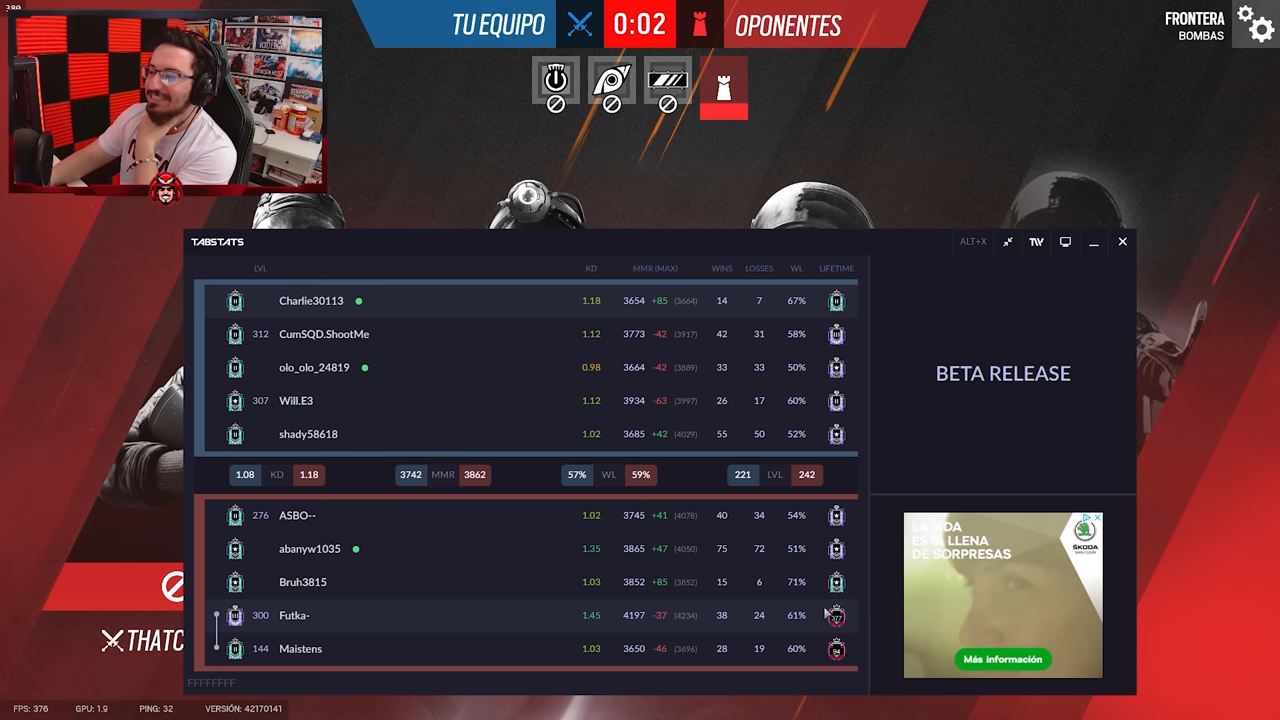 380
TU EQUIPO
0:02
OPONENTES
FRONTERA
BOMBAS
TABSTATS
ALT+X
LVL KD MMR (MAX) WINS LOSSES WL LIFETIME
Charlie30113 1.18 3654 +85 (3664) 14 7 67%
312 CumSQD.ShootMe 1.12 3773 -42 (3917) 42 31 58%
olo_olo_24819 0.98 3664 -42 (3889) 33 33 50%
307 Will.E3 1.12 3934 -63 (3997) 26 17 60%
shady58618 1.02 3685 +42 (4029) 55 50 52%
1.08 KD 1.18 3742 MMR 3862 57% WL 59% 221 LVL 242
276 ASBO-- 1.02 3745 +41 (4078) 40 34 54%
abanyw1035 1.35 3865 +47 (4050) 75 72 51%
Bruh3815 1.03 3852 +85 (3852) 15 6 71%
300 Futka- 1.45 4197 -37 (4234) 38 24 61%
144 Maistens 1.03 3650 -46 (3696) 28 19 60% 94
FFFFFFFF
BETA RELEASE
LA VIDA
ESTÁ LLENA
DE SORPRESAS
ŠKODA
Más información
THATC
FPS: 376 GPU: 1.9 PING: 32 VERSIÓN: 42170141